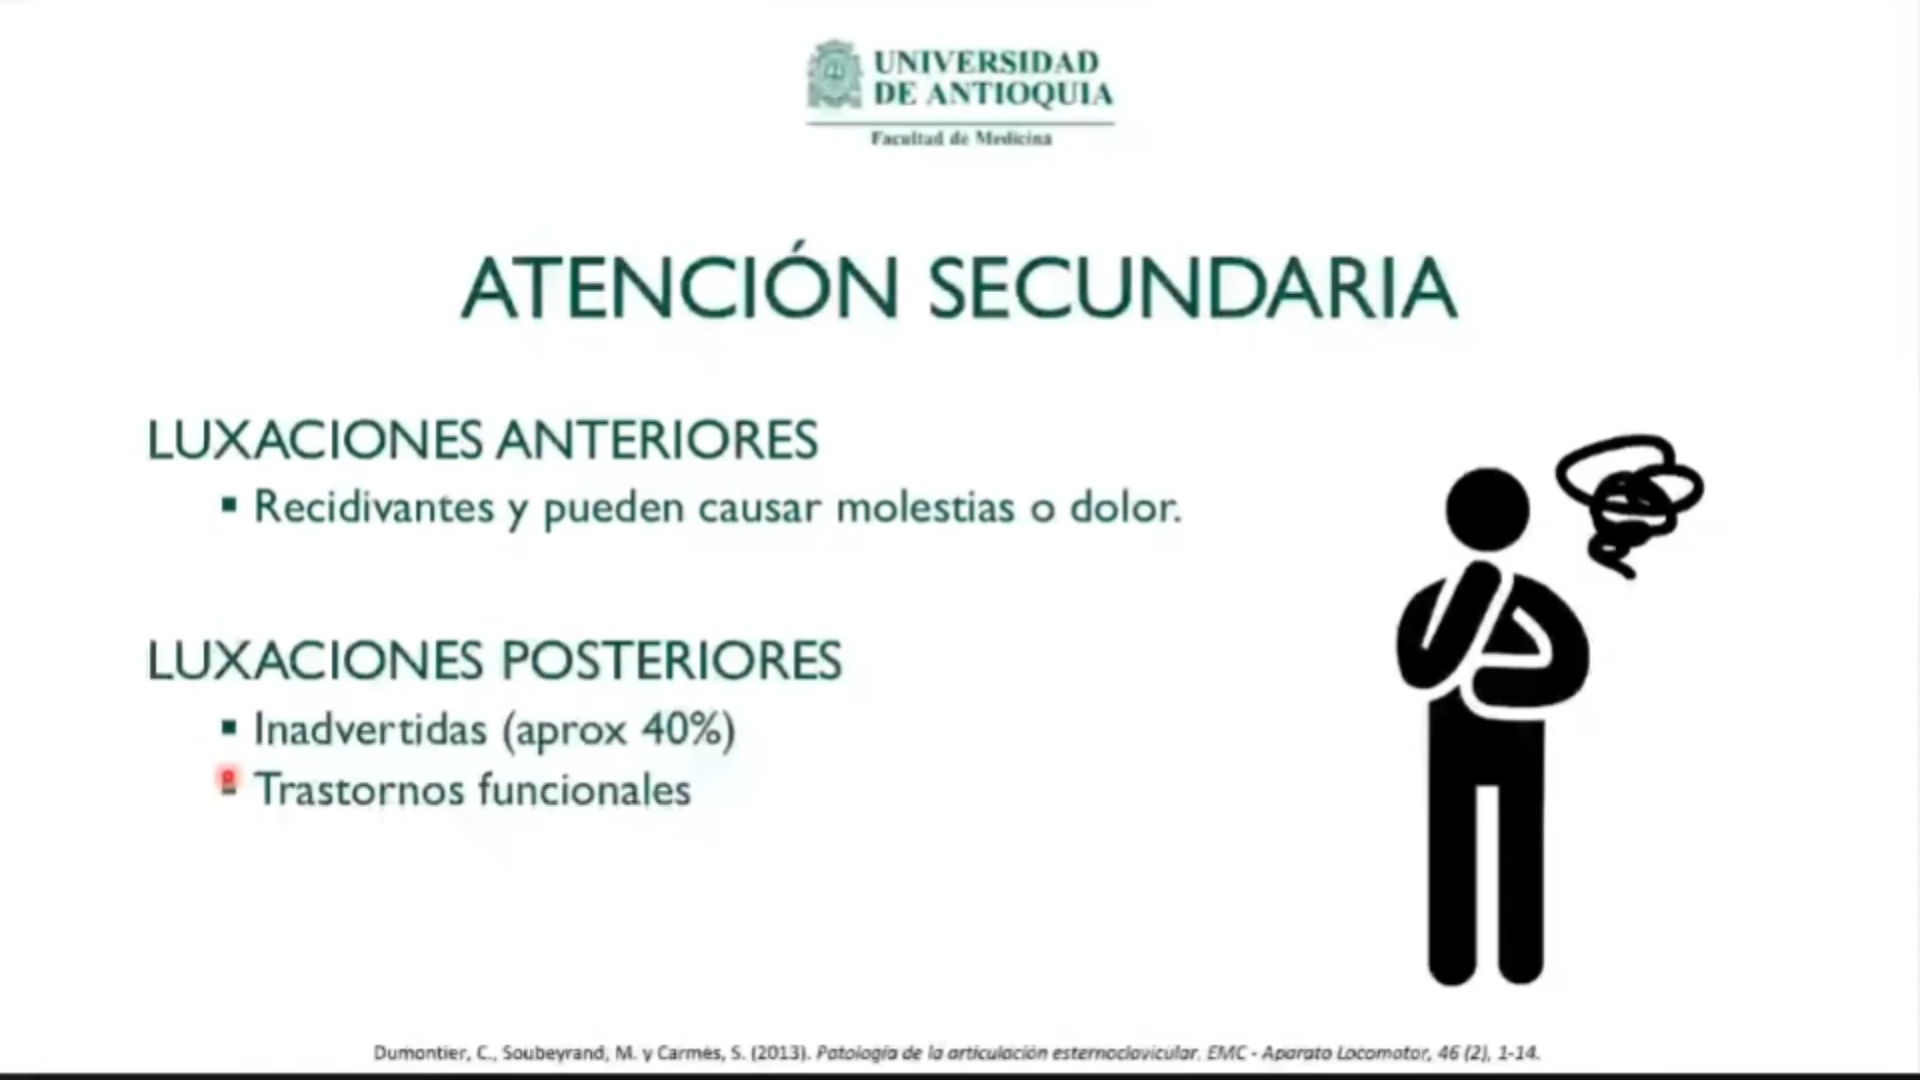 UNIVERSIDAD
DE ANTIOQUIA
Facultad de Medicina
ATENCIÓN SECUNDARIA
LUXACIONES ANTERIORES
▪ Recidivantes y pueden causar molestias o dolor.
LUXACIONES POSTERIORES
▪ Inadvertidas (aprox 40%)
▪ Trastornos funcionales
Dumontier, C., Soubeyrand, M. y Carmès, S. (2013). Patología de la articulación esternoclavicular. EMC - Aparato Locomotor, 46 (2), 1-14.